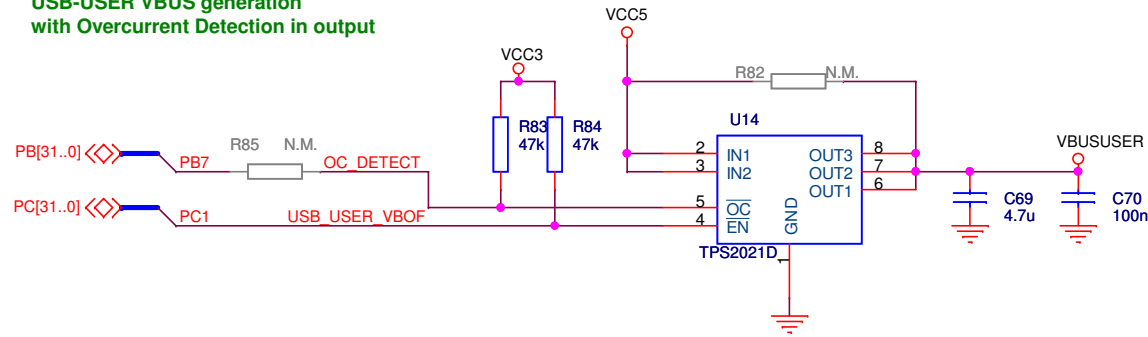 USB-USER VBUS generation
with Overcurrent Detection in output
VCC5
VCC3
R82 N.M.
U14
R83
47k
R84
47k
PB[31..0]
PB7
R85 N.M.
OC_DETECT
PC[31..0]
PC1
USB_USER_VBOF
2 IN1
3 IN2
5 OC
4 EN
GND
1
OUT3 8
OUT2 7
OUT1 6
TPS2021D
VBUSUSER
C69
4.7u
C70
100n